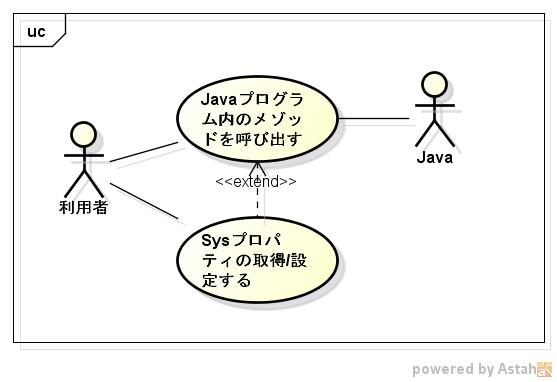 uc
Javaプログラ
ム内のメゾッ
ドを呼び出す
Java
利用者
<<extend>>
Sysプロパ
ティの取得/設
定する
powered by Astah